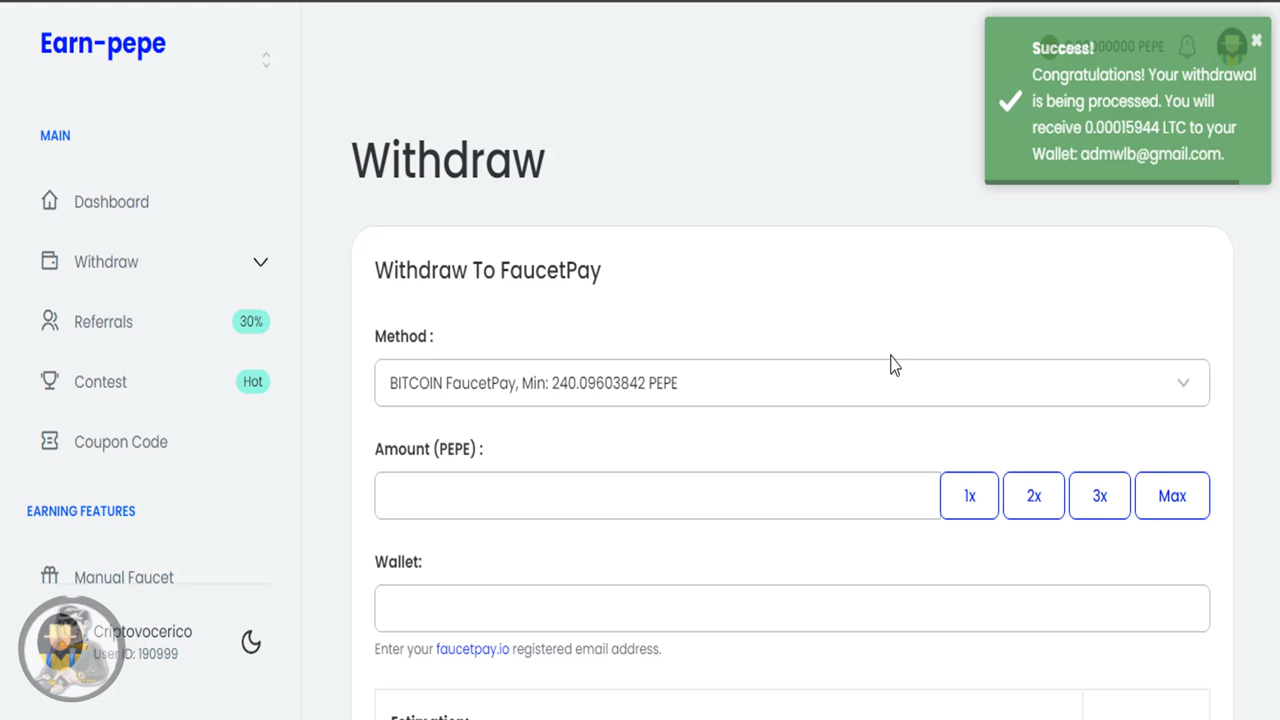 Earn-pepe
MAIN
Dashboard
Withdraw
Referrals 30%
Contest Hot
Coupon Code
EARNING FEATURES
Manual Faucet
Criptovocerico
User ID: 190999
Withdraw
Withdraw To FaucetPay
Method :
BITCOIN FaucetPay, Min: 240.09603842 PEPE
Amount (PEPE) :
1x 2x 3x Max
Wallet:
Enter your faucetpay.io registered email address.
PEPE
Success!
Congratulations! Your withdrawal
is being processed. You will
receive 0.00015944 LTC to your
Wallet: admwlb@gmail.com.